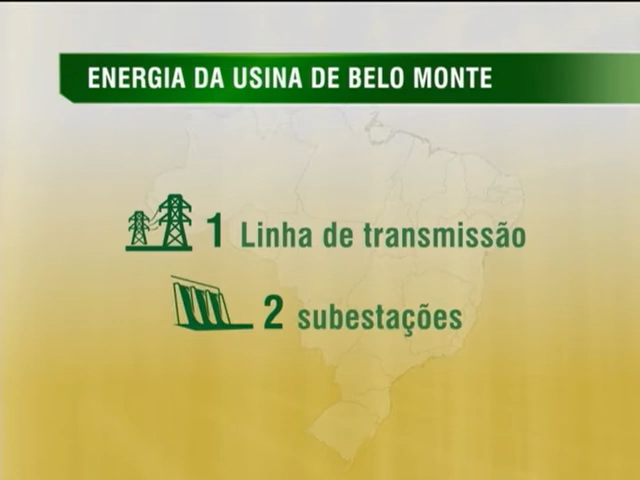 ENERGIA DA USINA DE BELO MONTE
1 Linha de transmissão
2 subestações